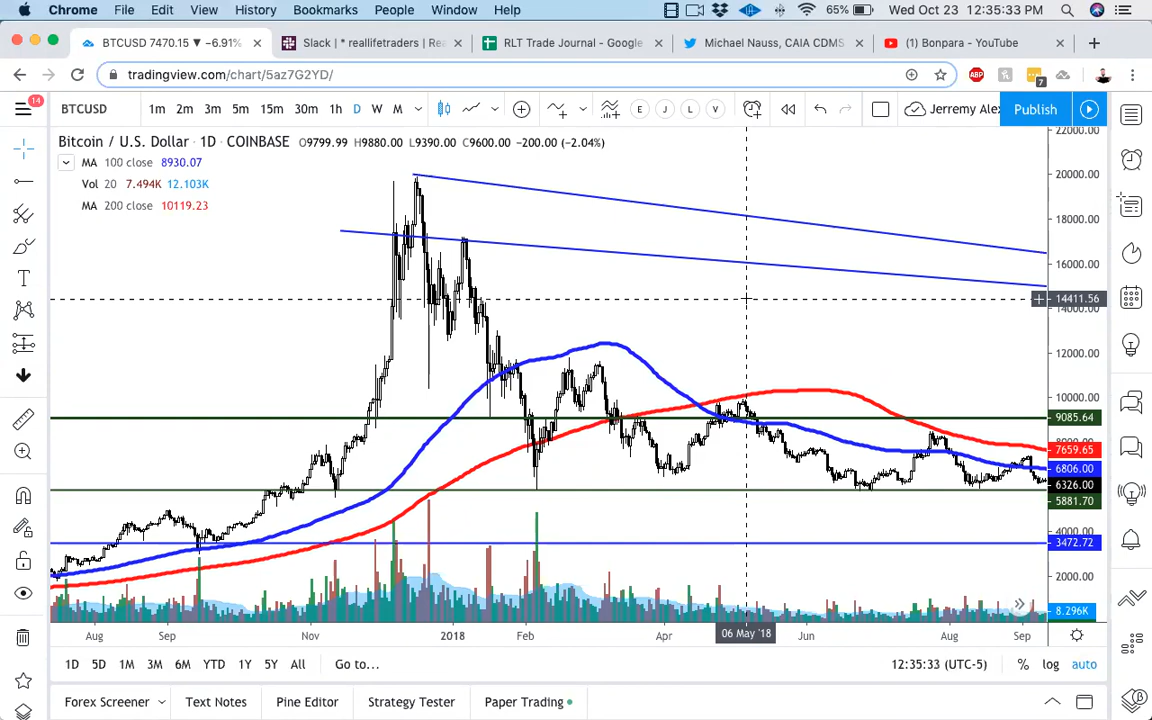 Chrome File Edit View History Bookmarks People Window Help 65% Wed Oct 23 12:35:33 PM
BTCUSD 7470.15 ▼ −6.91% Slack | * reallifetraders | Re RLT Trade Journal - Google Michael Nauss, CAIA CDMS (1) Bonpara - YouTube
tradingview.com/chart/5az7G2YD/ ABP 7
14 BTCUSD 1m 2m 3m 5m 15m 30m 1h D W M E J L V Jerremy Alex Publish
Bitcoin / U.S. Dollar · 1D · COINBASE O9799.99 H9880.00 L9390.00 C9600.00 −200.00 (−2.04%)
MA 100 close 8930.07
Vol 20 7.494K 12.103K
MA 200 close 10119.23
22000.00
20000.00
18000.00
16000.00
14411.56
14000.00
12000.00
10000.00
9085.64
8000.00
7659.65
6806.00
6326.00
5881.70
4000.00
3472.72
2000.00
8.296K
Aug Sep Nov 2018 Feb Apr 06 May '18 Jun Aug Sep
1D 5D 1M 3M 6M YTD 1Y 5Y All Go to... 12:35:33 (UTC-5) % log auto
Forex Screener Text Notes Pine Editor Strategy Tester Paper Trading